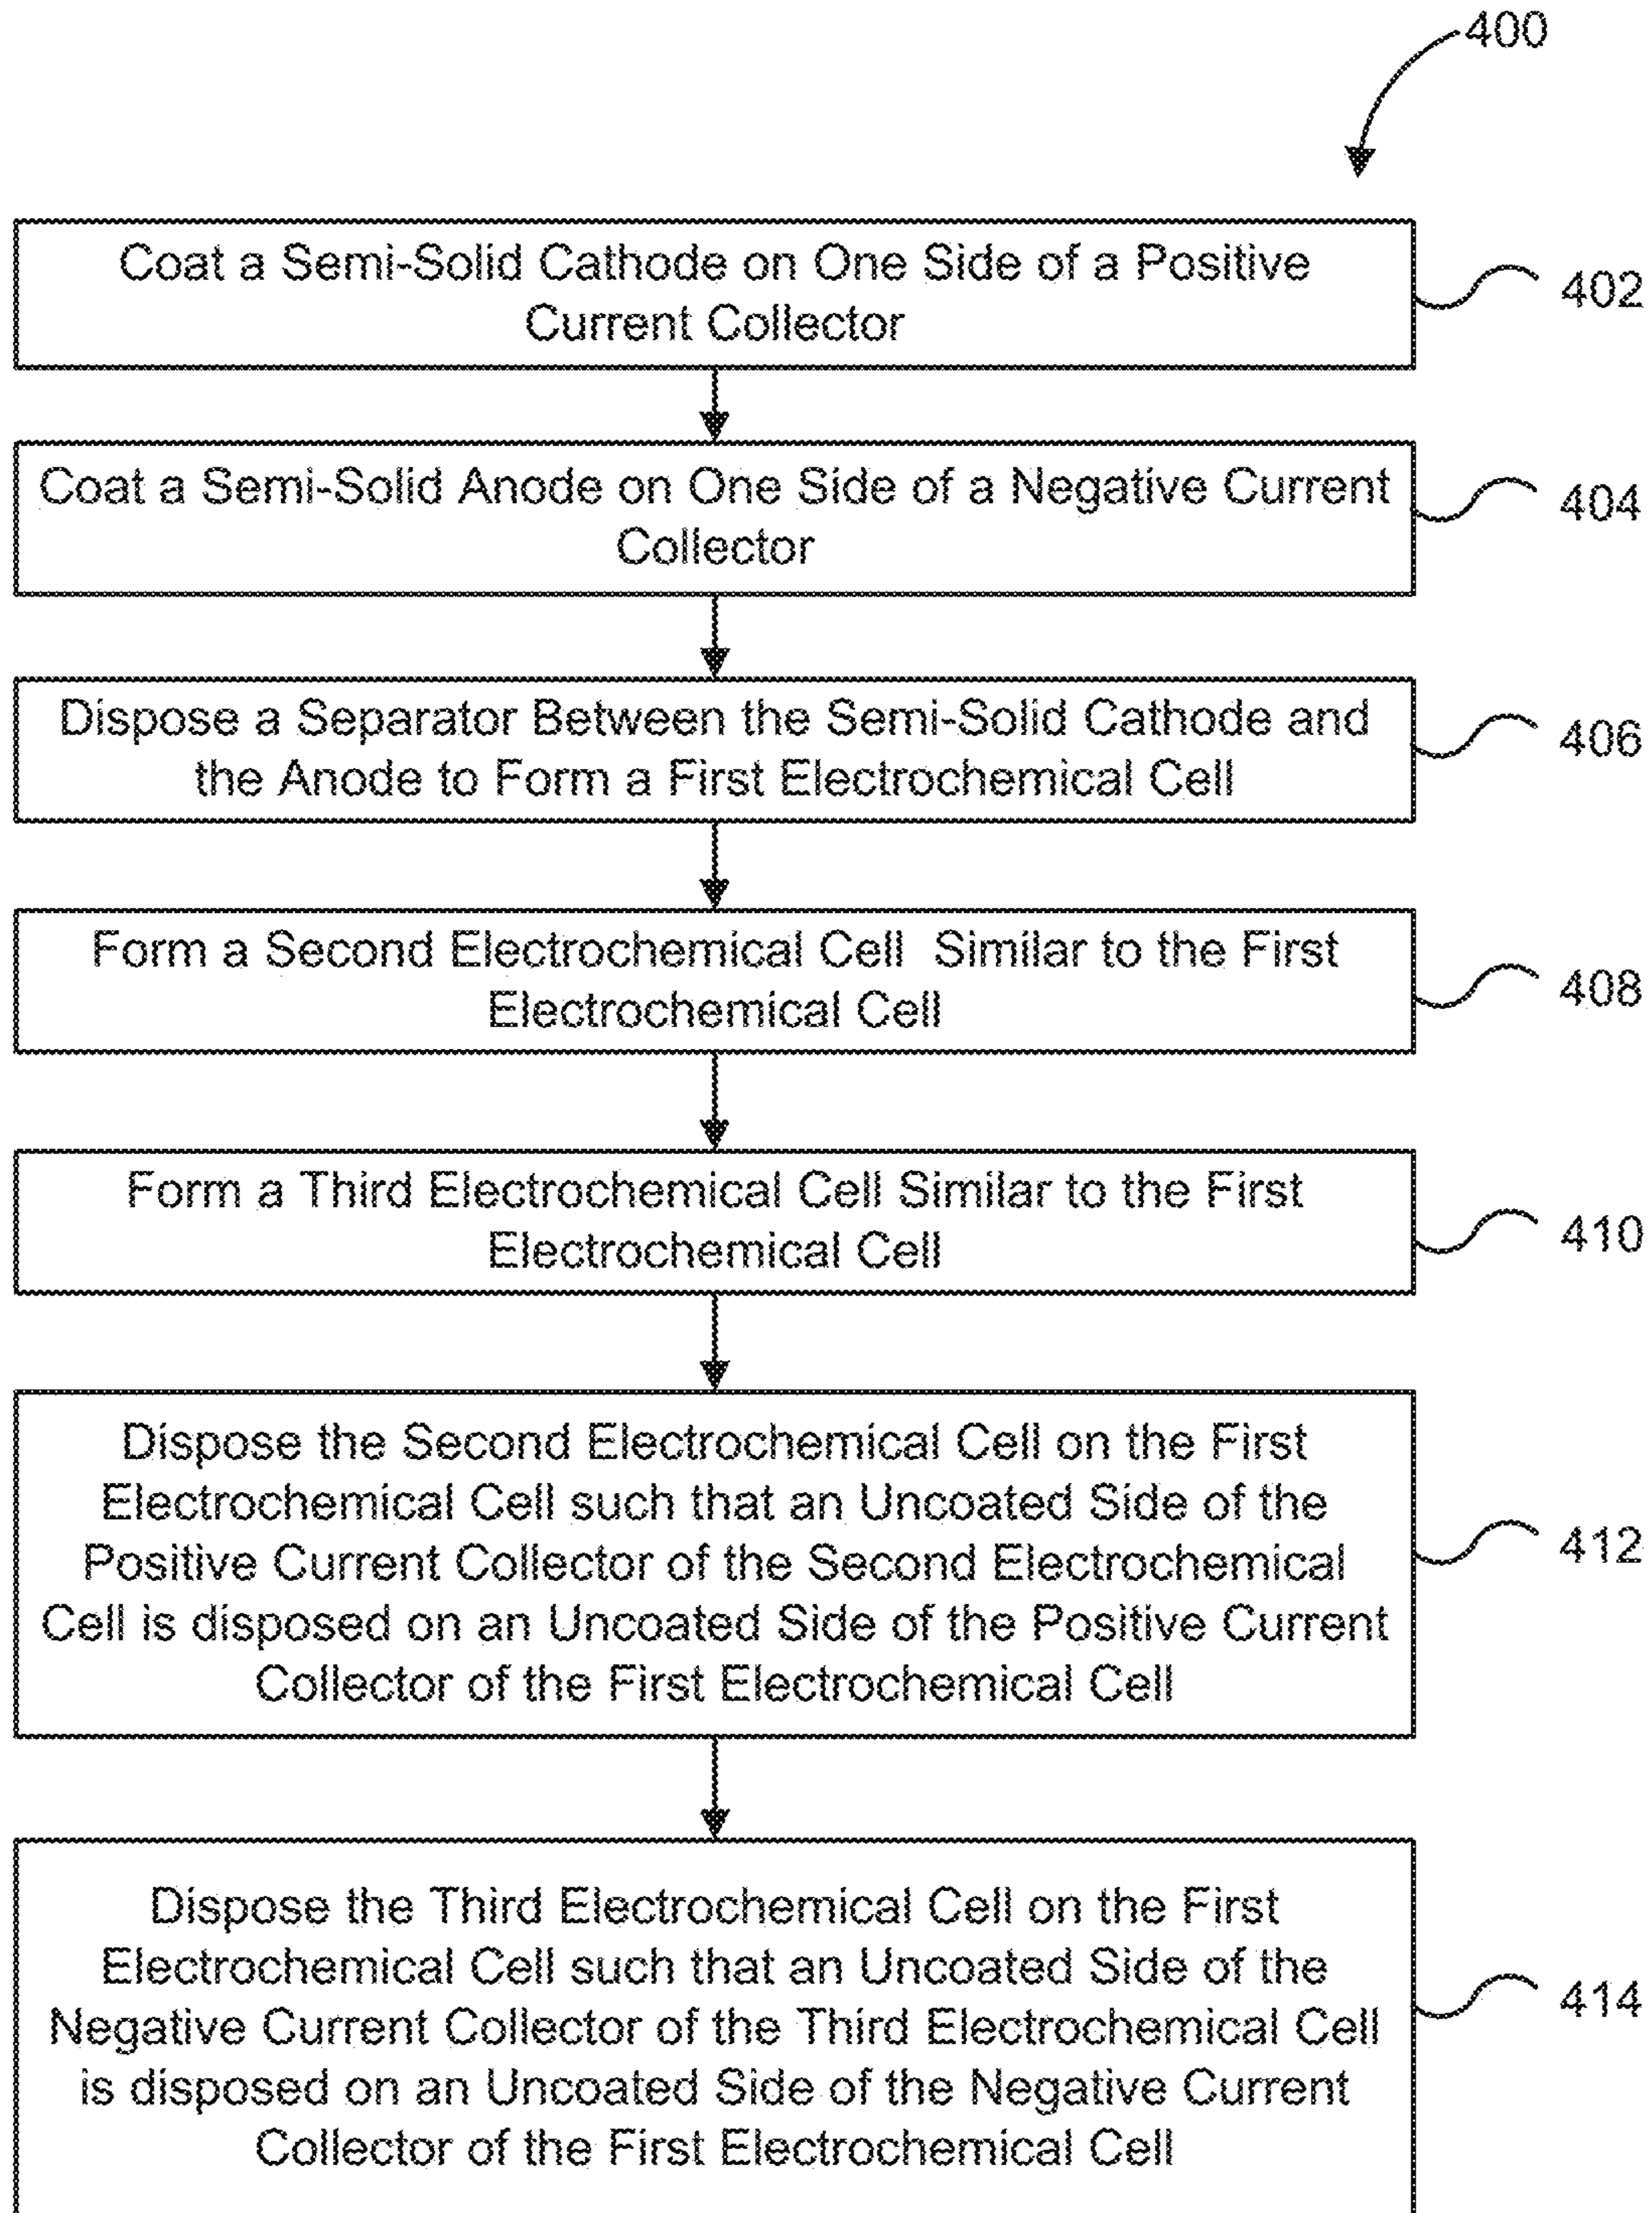 400
Coat a Semi-Solid Cathode on One Side of a Positive
Current Collector
402
Coat a Semi-Solid Anode on One Side of a Negative Current
Collector
404
Dispose a Separator Between the Semi-Solid Cathode and
the Anode to Form a First Electrochemical Cell
406
Form a Second Electrochemical Cell Similar to the First
Electrochemical Cell
408
Form a Third Electrochemical Cell Similar to the First
Electrochemical Cell
410
Dispose the Second Electrochemical Cell on the First
Electrochemical Cell such that an Uncoated Side of the
Positive Current Collector of the Second Electrochemical
Cell is disposed on an Uncoated Side of the Positive Current
Collector of the First Electrochemical Cell
412
Dispose the Third Electrochemical Cell on the First
Electrochemical Cell such that an Uncoated Side of the
Negative Current Collector of the Third Electrochemical Cell
is disposed on an Uncoated Side of the Negative Current
Collector of the First Electrochemical Cell
414